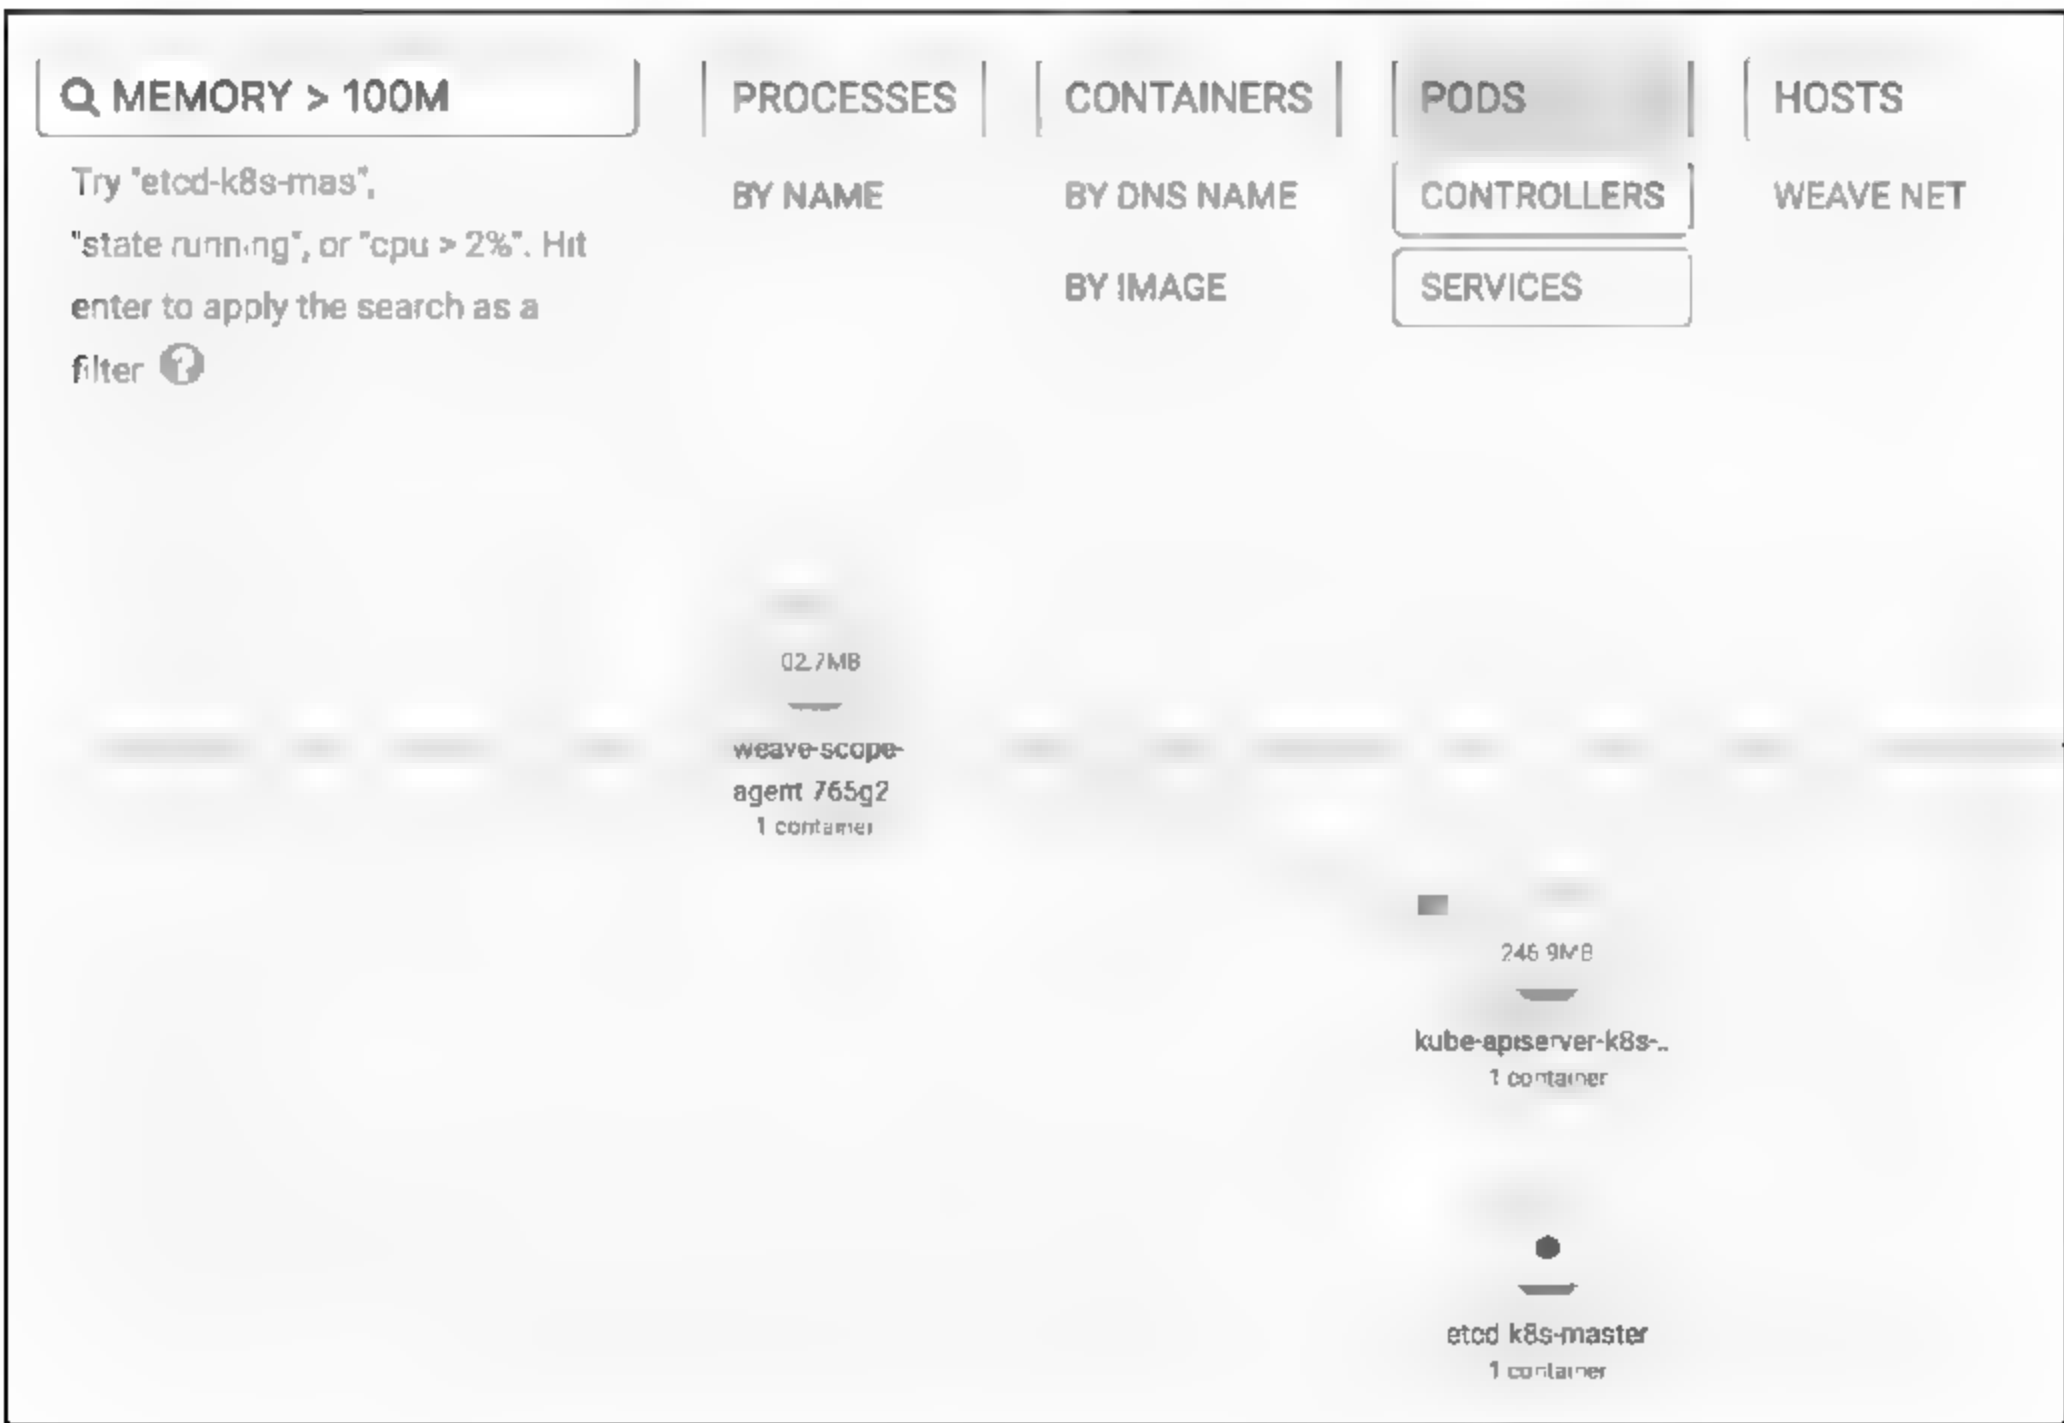 MEMORY > 100M
Try "etcd-k8s-mas",
"state running", or "cpu > 2%". Hit
enter to apply the search as a
filter
PROCESSES
BY NAME
CONTAINERS
BY DNS NAME
BY IMAGE
PODS
CONTROLLERS
SERVICES
HOSTS
WEAVE NET
02.7MB
weave-scope-
agent 765g2
1 container
246.9MB
kube-apiserver-k8s-..
1 container
etcd k8s-master
1 container